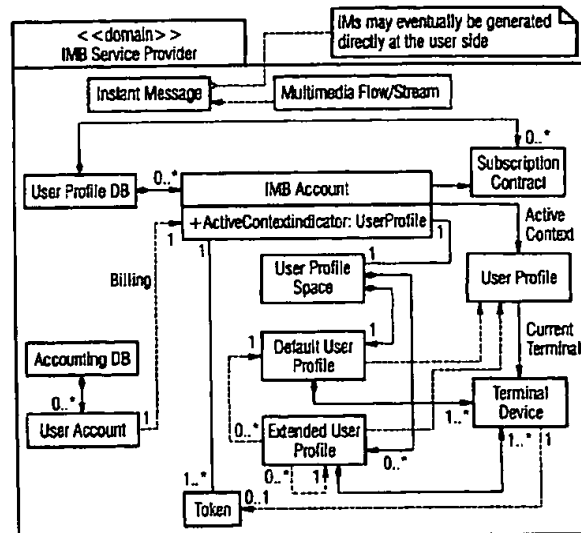 < <domain> >
IMB Service Provider
IMs may eventually be generated
directly at the user side
Instant Message
Multimedia Flow/Stream
0..*
0..*
User Profile DB
IMB Account
Subscription
Contract
+ActiveContextindicator: UserProfile
1
1
1
Active
Context
Billing
1
User Profile
Space
User Profile
1
1
Current
Terminal
Accounting DB
Default User
Profile
0..*
User Account
1
0..*
Extended User
Profile
1..*
Terminal
Device
0..*
1..*
1
0..*
1
1..*
0..1
Token